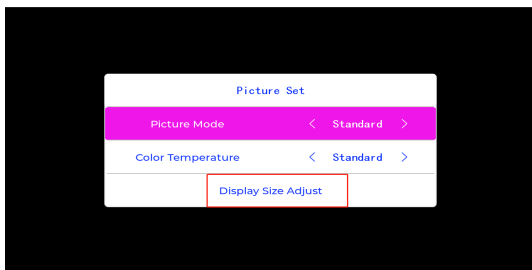 Picture Set
Picture Mode < Standard >
Color Temperature < Standard >
Display Size Adjust